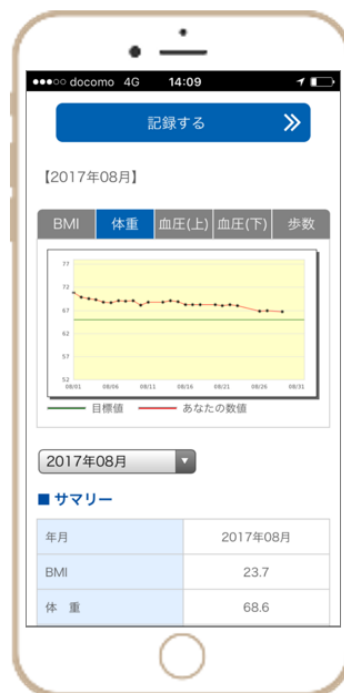 ●●●○○ docomo 4G 14:09
記録する
【2017年08月】
BMI 体重 血圧(上) 血圧(下) 歩数
77
72
67
62
57
52
08/01 08/06 08/11 08/16 08/21 08/26 08/31
目標値 あなたの数値
2017年08月
■ サマリー
年月 2017年08月
BMI 23.7
体 重 68.6